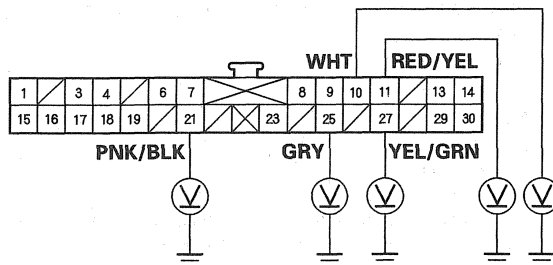 WHT RED/YEL
1 3 4 6 7 8 9 10 11 13 14
15 16 17 18 19 21 23 25 27 29 30
PNK/BLK GRY YEL/GRN
V V V V V